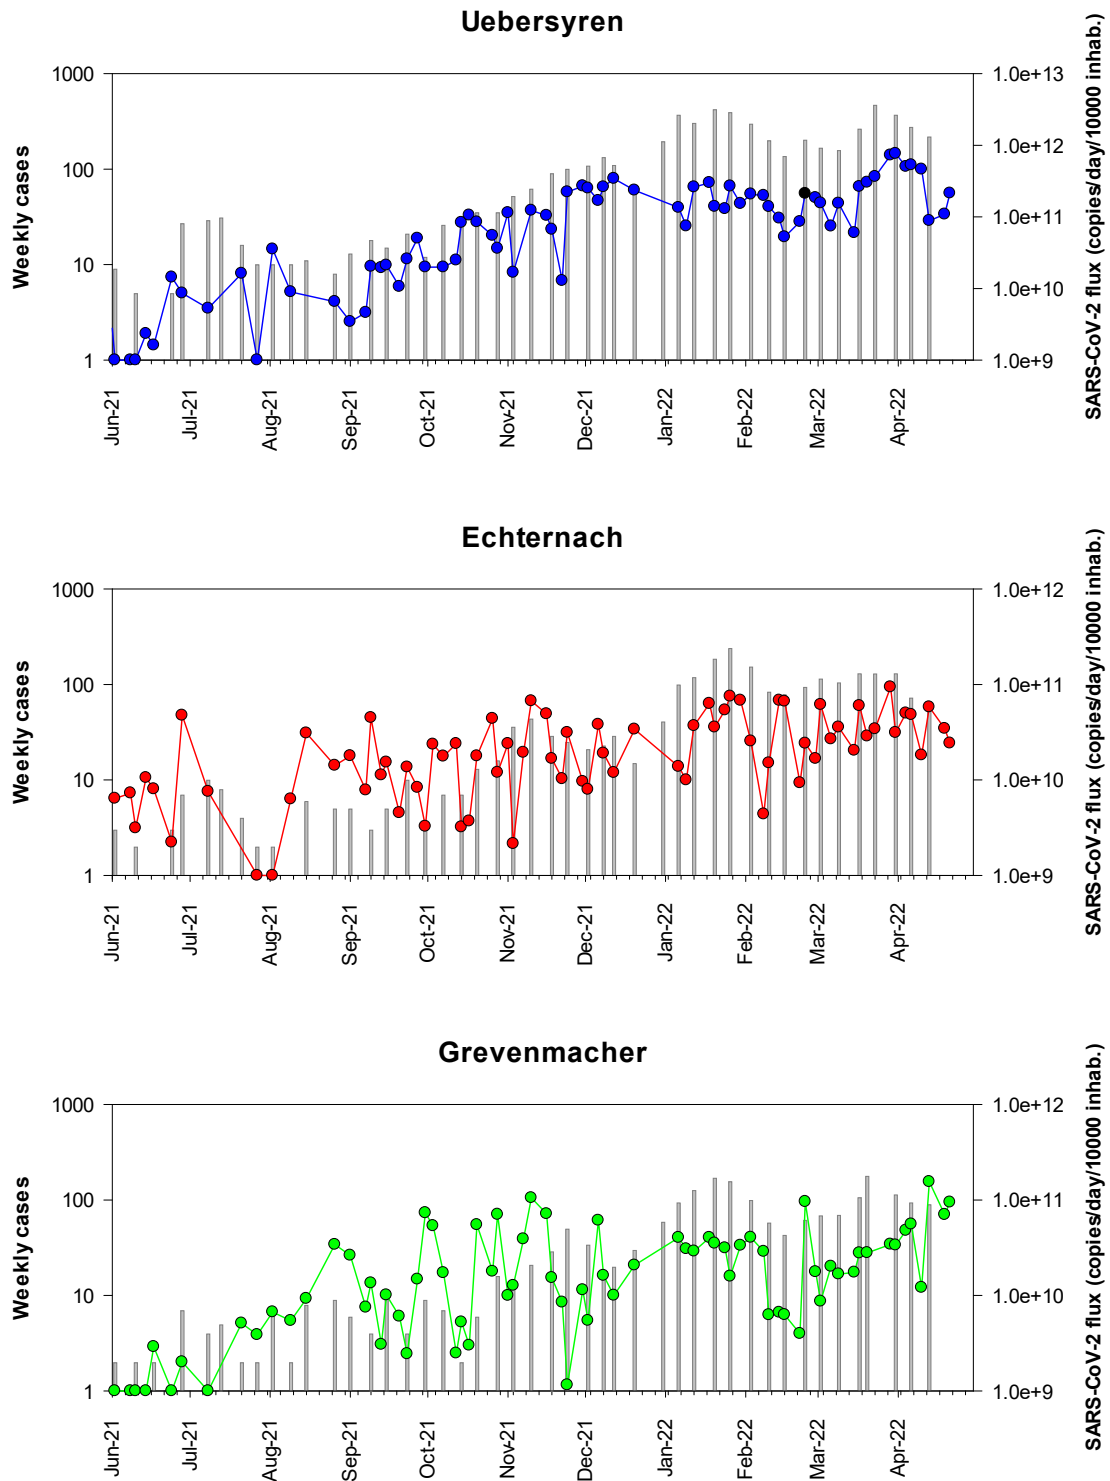 Uebersyren
Weekly cases
1000
100
10
1
1.0e+13
1.0e+12
1.0e+11
1.0e+10
1.0e+9
SARS-CoV-2 flux (copies/day/10000 inhab.)
Jun-21
Jul-21
Aug-21
Sep-21
Oct-21
Nov-21
Dec-21
Jan-22
Feb-22
Mar-22
Apr-22
Echternach
Weekly cases
1000
100
10
1
1.0e+12
1.0e+11
1.0e+10
1.0e+9
SARS-CoV-2 flux (copies/day/10000 inhab.)
Jun-21
Jul-21
Aug-21
Sep-21
Oct-21
Nov-21
Dec-21
Jan-22
Feb-22
Mar-22
Apr-22
Grevenmacher
Weekly cases
1000
100
10
1
1.0e+12
1.0e+11
1.0e+10
1.0e+9
SARS-CoV-2 flux (copies/day/10000 inhab.)
Jun-21
Jul-21
Aug-21
Sep-21
Oct-21
Nov-21
Dec-21
Jan-22
Feb-22
Mar-22
Apr-22